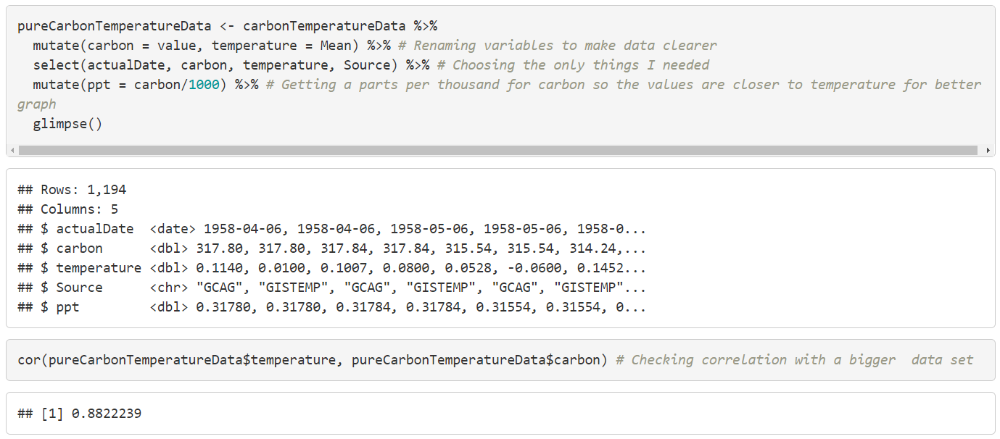 pureCarbonTemperatureData <- carbonTemperatureData %>%
  mutate(carbon = value, temperature = Mean) %>% # Renaming variables to make data clearer
  select(actualDate, carbon, temperature, Source) %>% # Choosing the only things I needed
  mutate(ppt = carbon/1000) %>% # Getting a parts per thousand for carbon so the values are closer to temperature for better
graph
  glimpse()
## Rows: 1,194
## Columns: 5
## $ actualDate  <date> 1958-04-06, 1958-04-06, 1958-05-06, 1958-05-06, 1958-0...
## $ carbon      <dbl> 317.80, 317.80, 317.84, 317.84, 315.54, 315.54, 314.24,...
## $ temperature <dbl> 0.1140, 0.0100, 0.1007, 0.0800, 0.0528, -0.0600, 0.1452...
## $ Source      <chr> "GCAG", "GISTEMP", "GCAG", "GISTEMP", "GCAG", "GISTEMP"...
## $ ppt         <dbl> 0.31780, 0.31780, 0.31784, 0.31784, 0.31554, 0.31554, 0...
cor(pureCarbonTemperatureData$temperature, pureCarbonTemperatureData$carbon) # Checking correlation with a bigger  data set
## [1] 0.8822239